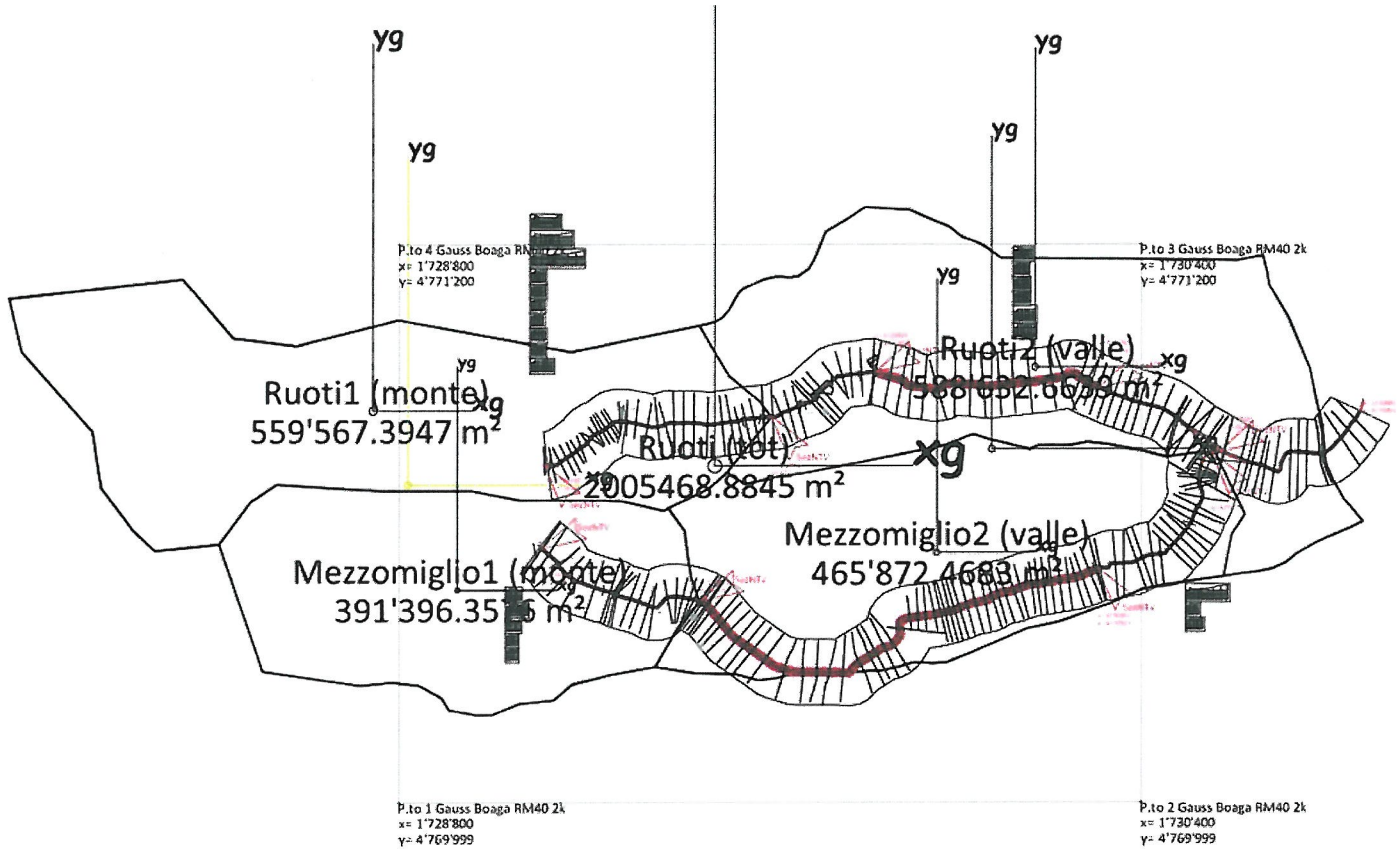 yg
yg
yg
yg
P.to 4 Gauss Boaga RM40 2k
x= 1'728'800
y= 4'771'200
P.to 3 Gauss Boaga RM40 2k
x= 1'730'400
y= 4'771'200
yg
yg
Ruoti2 (valle)
xg
Ruoti1 (monte)
xg
559'567.3947 m²
Ruoti (tot)
xg
xg
2005468.8845 m²
Mezzomiglio2 (valle)
xg
465'872.4683 m²
Mezzomiglio1 (monte)
xg
P.to 1 Gauss Boaga RM40 2k
x= 1'728'800
y= 4'769'999
P.to 2 Gauss Boaga RM40 2k
x= 1'730'400
y= 4'769'999